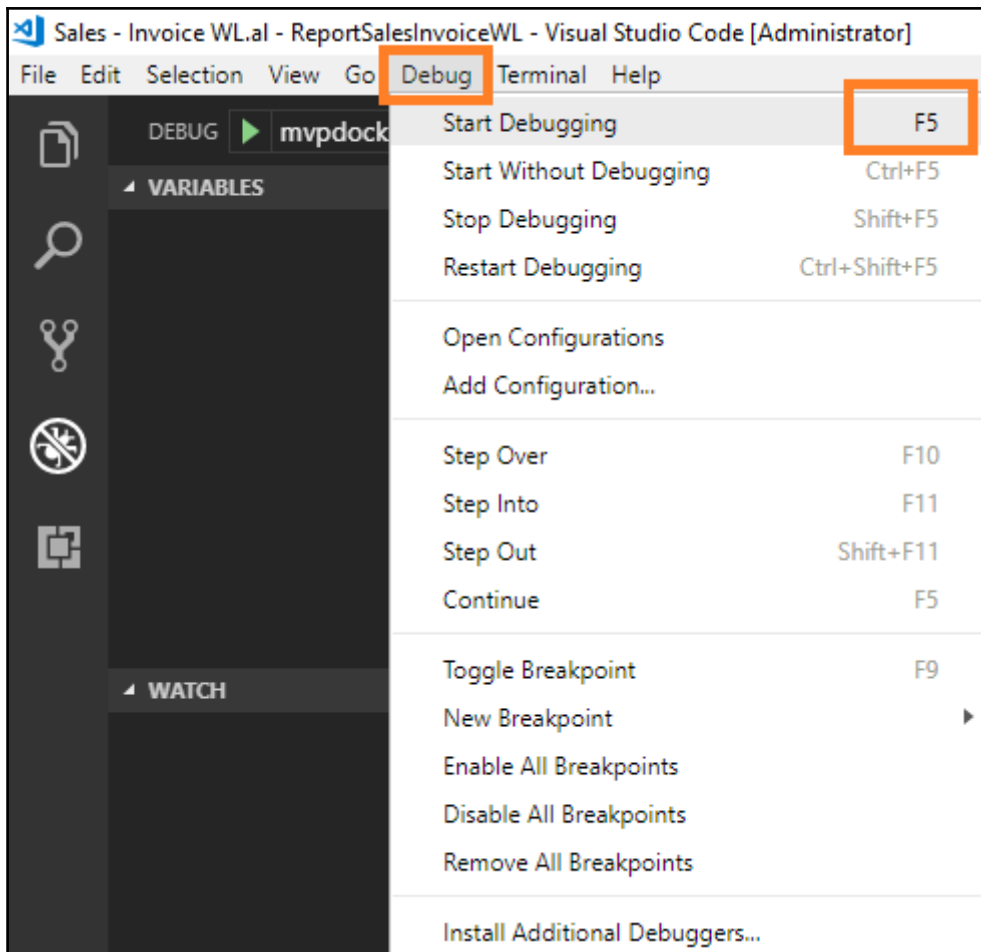 Sales - Invoice WL.al - ReportSalesInvoiceWL - Visual Studio Code [Administrator]
File Edit Selection View Go Debug Terminal Help
DEBUG mvpdock
VARIABLES
WATCH
Start Debugging F5
Start Without Debugging Ctrl+F5
Stop Debugging Shift+F5
Restart Debugging Ctrl+Shift+F5
Open Configurations
Add Configuration...
Step Over F10
Step Into F11
Step Out Shift+F11
Continue F5
Toggle Breakpoint F9
New Breakpoint
Enable All Breakpoints
Disable All Breakpoints
Remove All Breakpoints
Install Additional Debuggers...